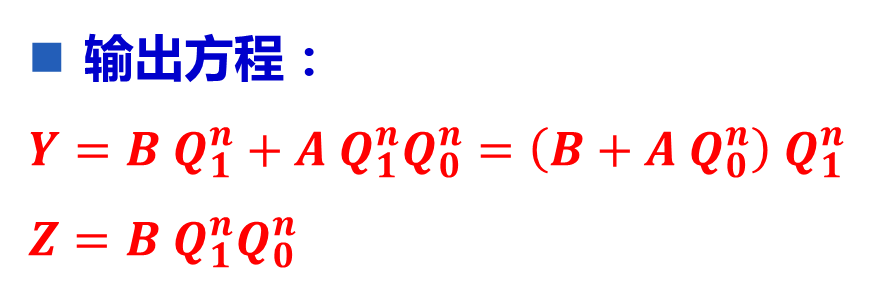 ■ 输出方程：
Y = B Q₁ⁿ + A Q₁ⁿQ₀ⁿ = (B + A Q₀ⁿ) Q₁ⁿ
Z = B Q₁ⁿQ₀ⁿ